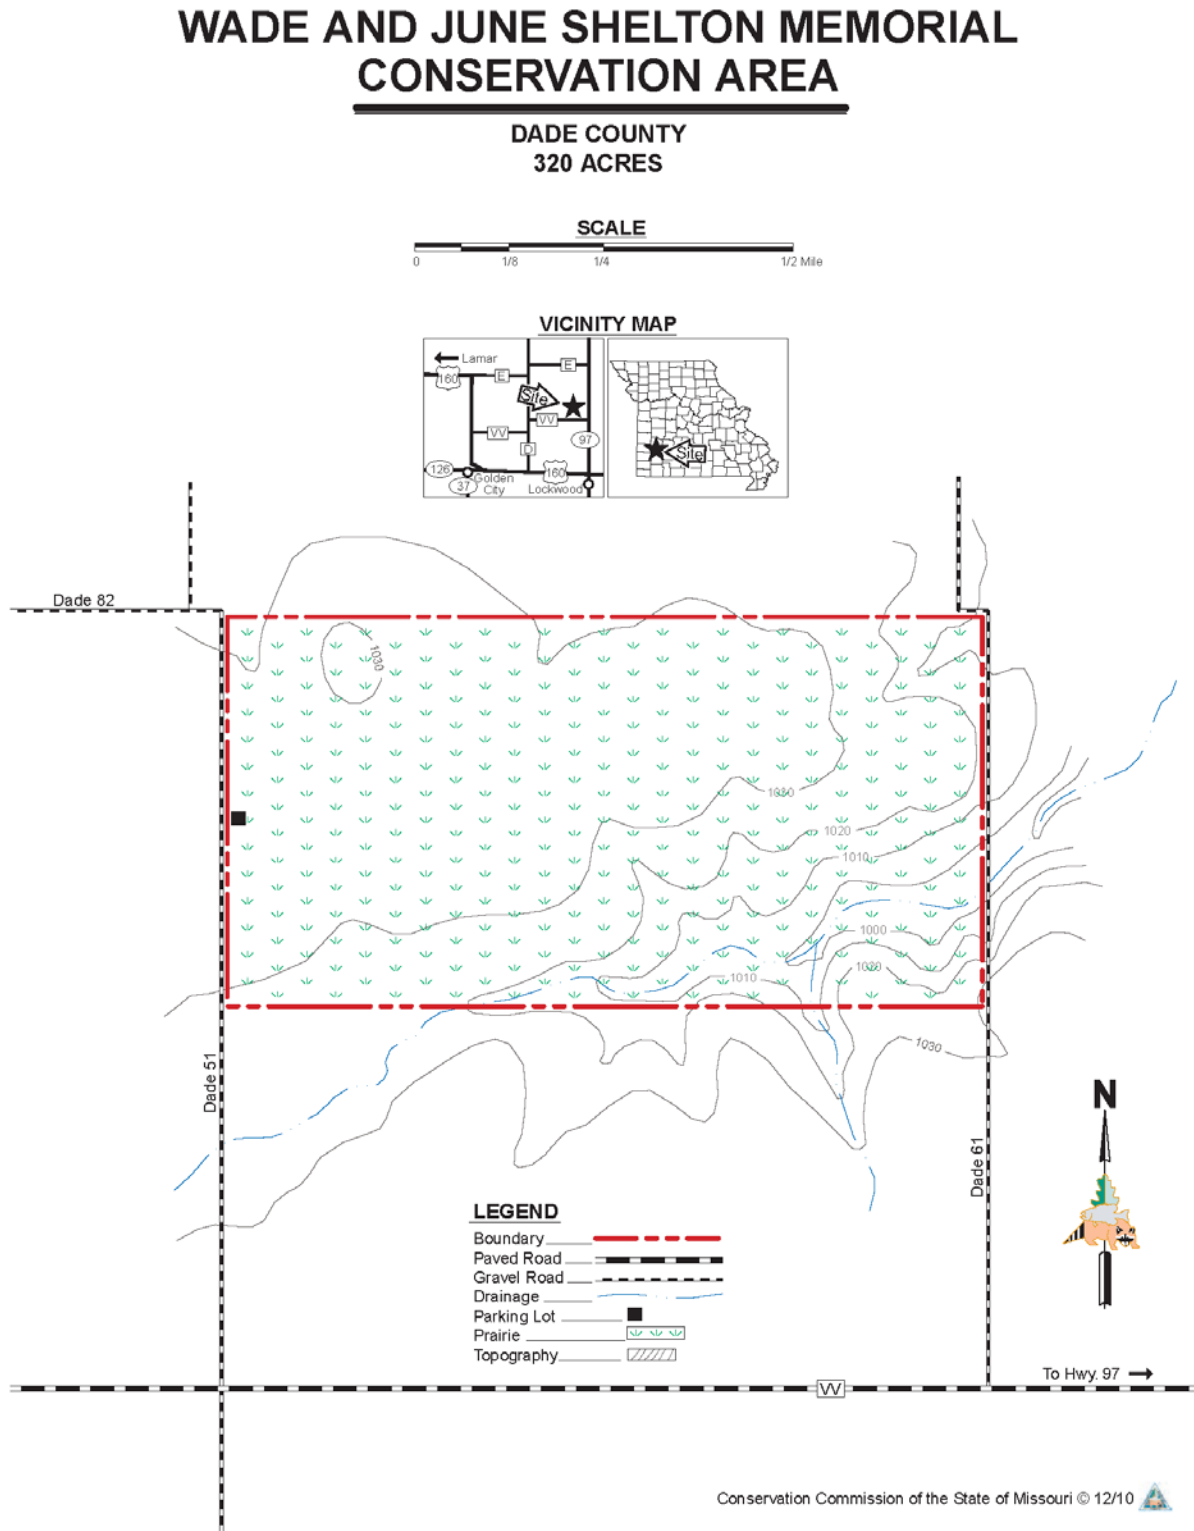 WADE AND JUNE SHELTON MEMORIAL
CONSERVATION AREA
DADE COUNTY
320 ACRES
SCALE
0 1/8 1/4 1/2 Mile
VICINITY MAP
Lamar
160
E
E
Site
VV
VV
D
97
126
37
Golden
City
160
Lockwood
Site
Dade 82
1030
1030
1020
1010
1000
1020
1010
1030
Dade 51
Dade 61
N
LEGEND
Boundary
Paved Road
Gravel Road
Drainage
Parking Lot
Prairie
Topography
To Hwy. 97
VV
Conservation Commission of the State of Missouri © 12/10